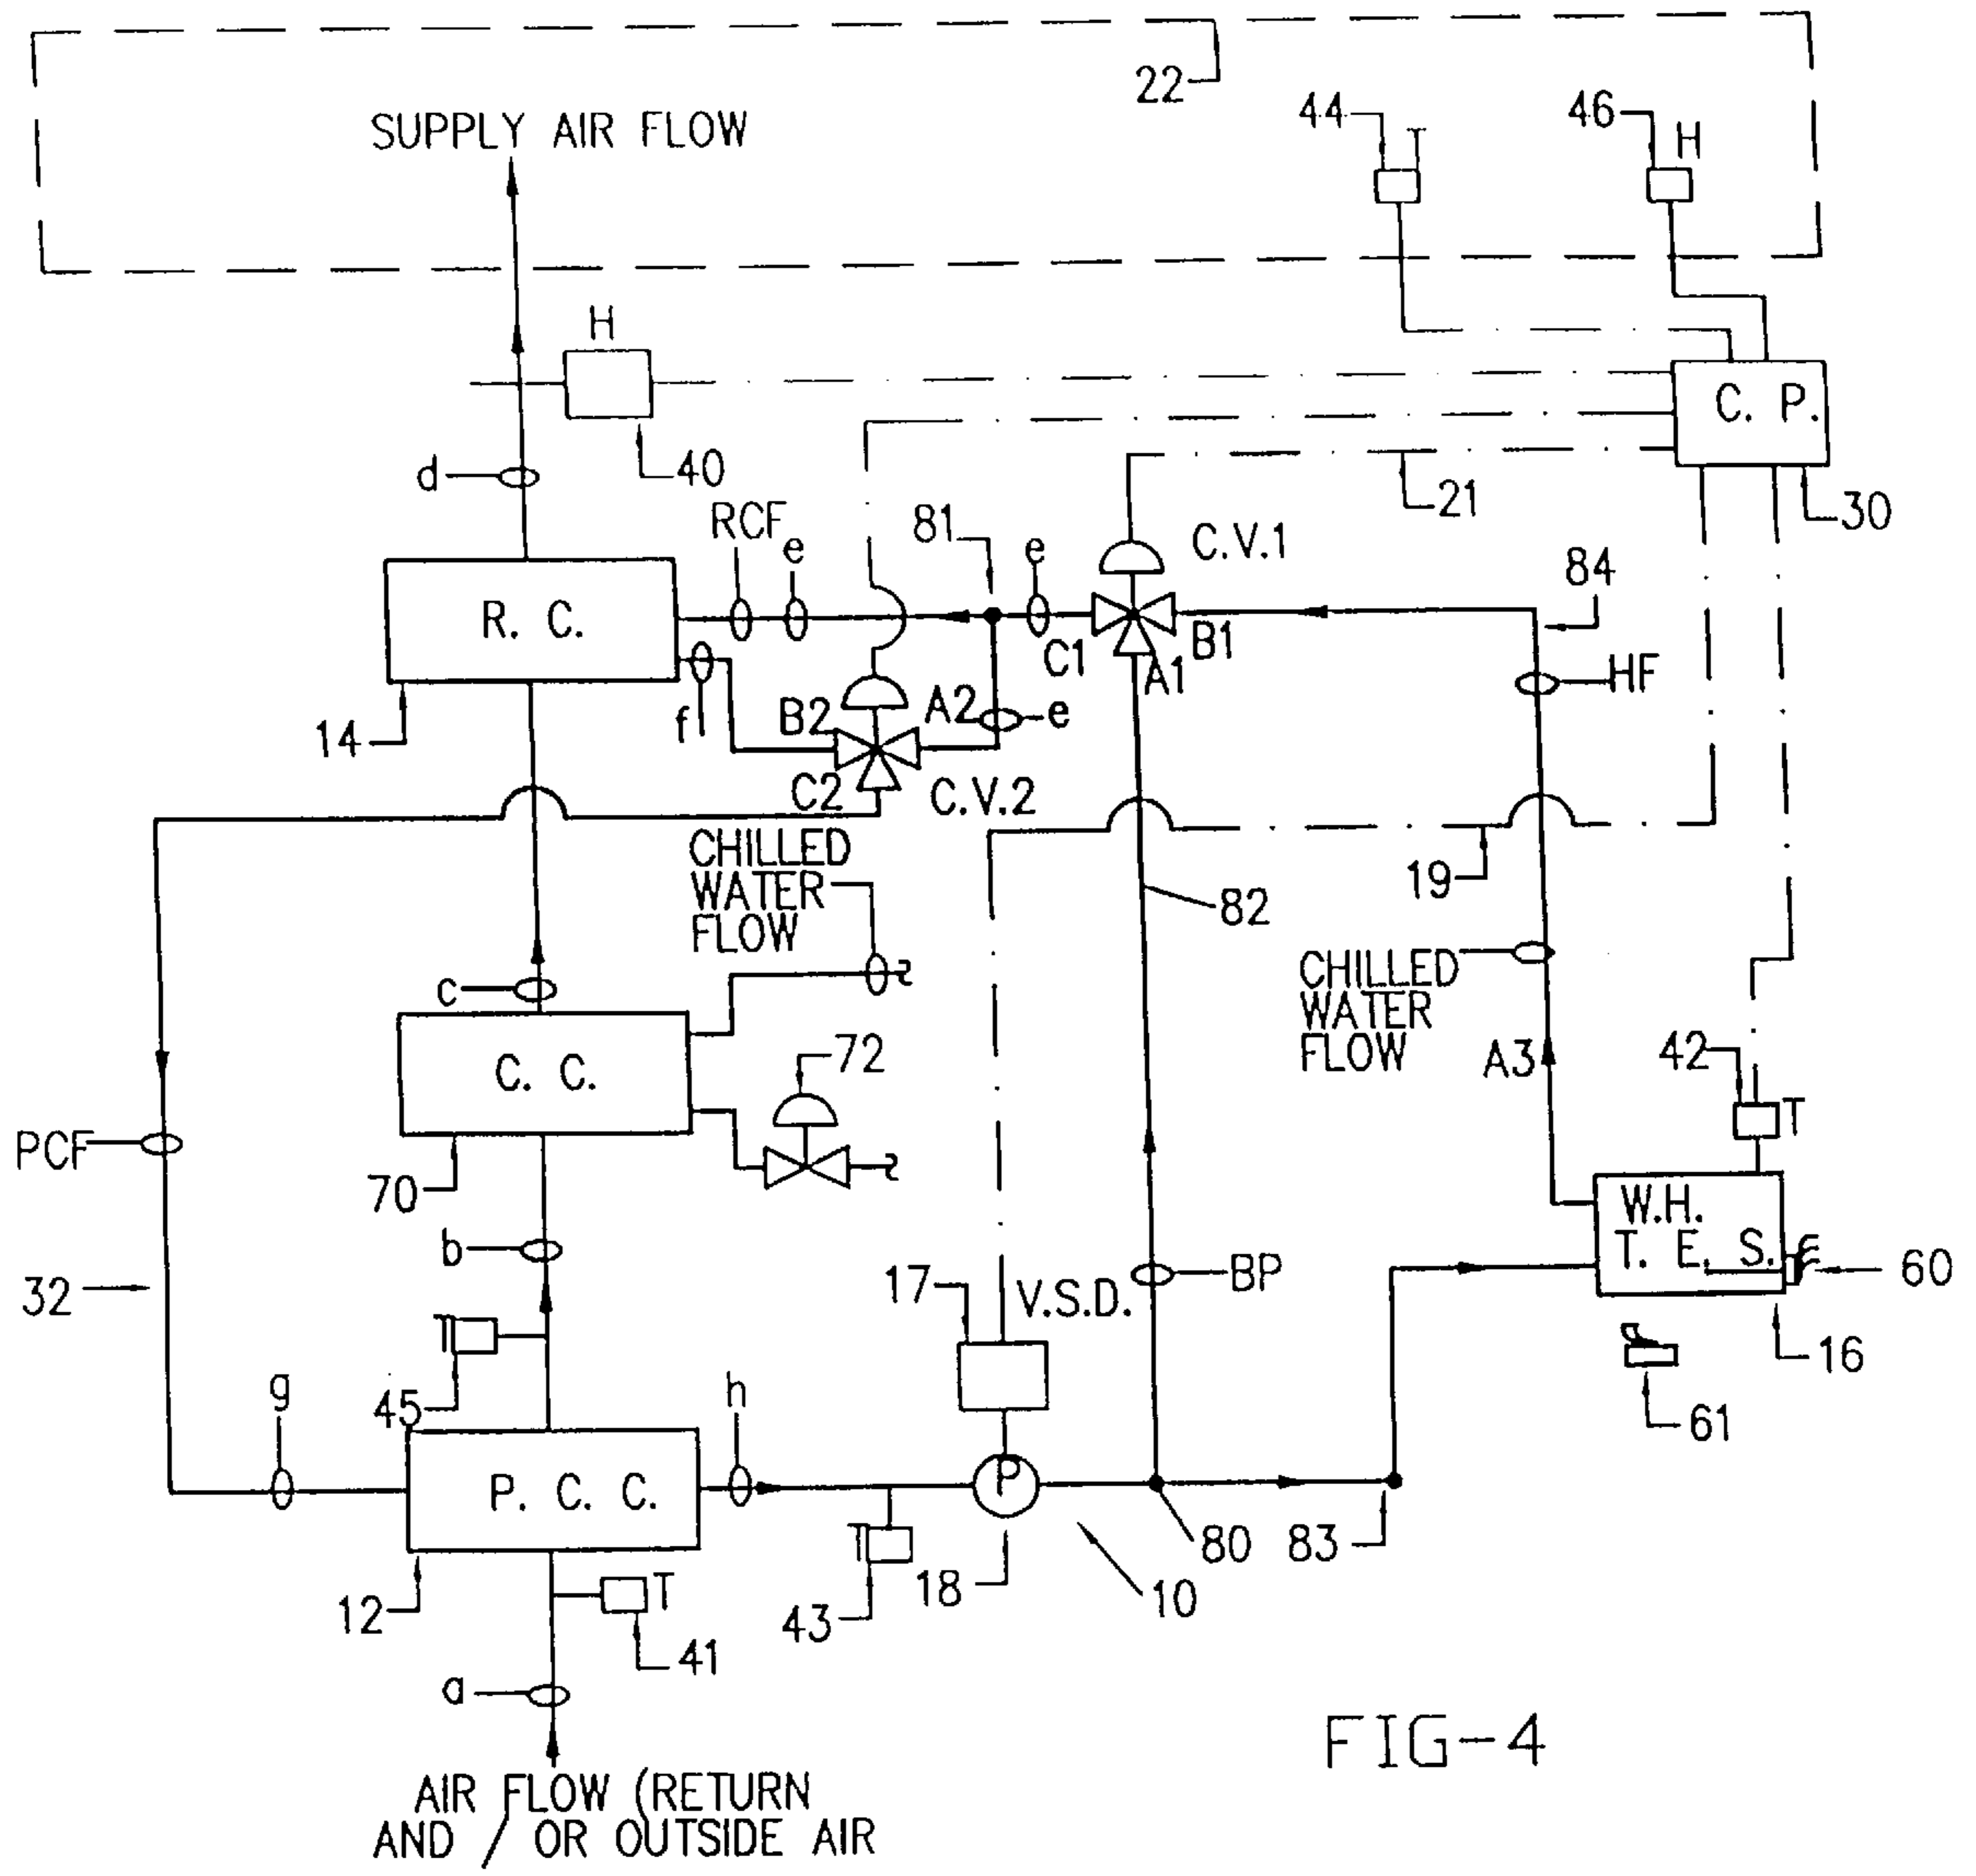 22
SUPPLY AIR FLOW
44
T
46
H
H
C. P.
d
40
21
30
RCF
e
81
e
C.V.1
84
R. C.
C1
A1
B1
HF
14
f
B2
A2
e
C2
C.V.2
CHILLED
WATER
FLOW
19
82
c
CHILLED
WATER
FLOW
C. C.
72
A3
42
T
PCF
70
W.H.
T. E. S.
b
17
V.S.D.
BP
60
32
45
g
h
16
61
P. C. C.
P
80
83
12
T
43
18
10
41
a
FIG-4
AIR FLOW (RETURN
AND / OR OUTSIDE AIR